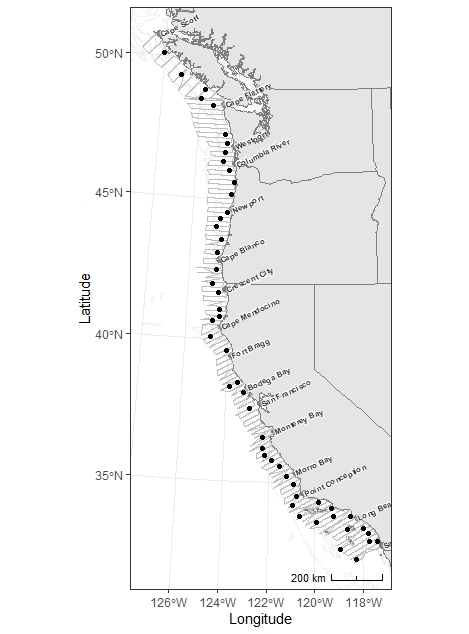 Cape Scott
50°N
Cape Flattery
Westport
Columbia River
45°N
Newport
Cape Blanco
Crescent City
Cape Mendocino
40°N
Fort Bragg
Bodega Bay
San Francisco
Monterey Bay
Morro Bay
35°N
Point Conception
Long Bea
200 km
126°W 124°W 122°W 120°W 118°W
Longitude
Latitude